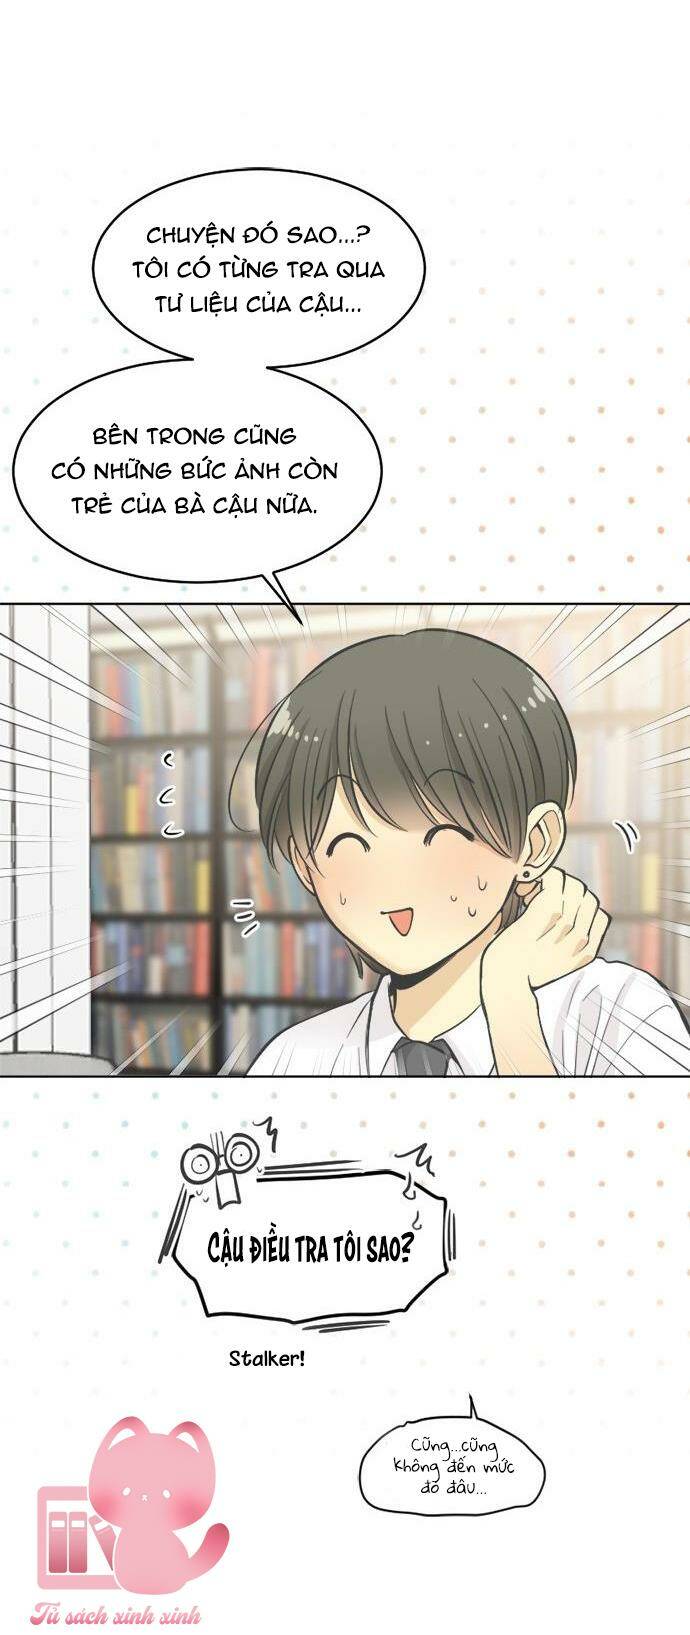 CHUYỆN ĐÓ SAO...?
TÔI CÓ TỪNG TRA QUA
TƯ LIỆU CỦA CẬU...
BÊN TRONG CŨNG
CÓ NHỮNG BỨC ẢNH CÒN
TRẺ CỦA BÀ CẬU NỮA.
CẬU ĐIỀU TRA TÔI SAO?
Stalker!
Cũng...cũng
không đến mức
đó đâu...
Tủ sách xinh xinh